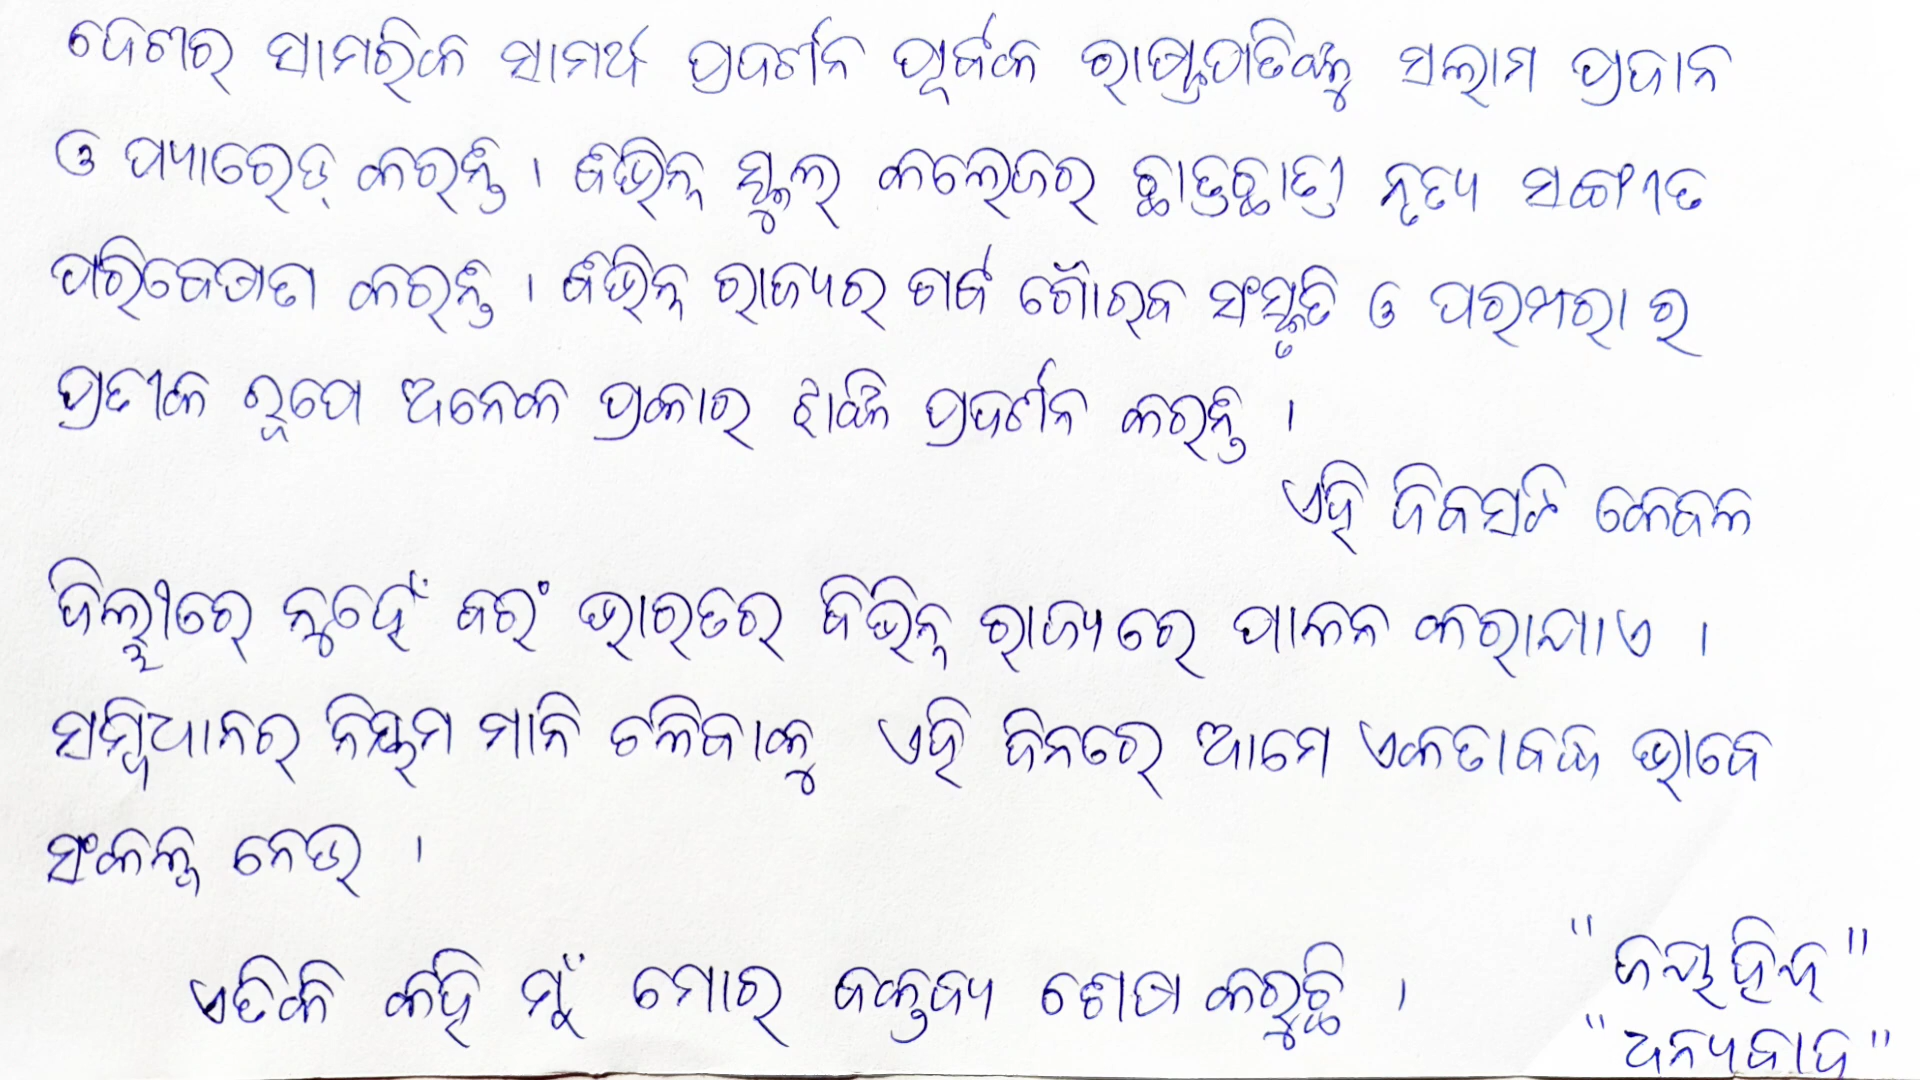 ଦେଶର ସାମରିକ ସାମର୍ଥ ପ୍ରଦର୍ଶନ ପୂର୍ବକ ରାଷ୍ଟ୍ରପତିଙ୍କୁ ସଲାମ ପ୍ରଦାନ
ଓ ପ୍ୟାରେଡ୍ କରନ୍ତି । ବିଭିନ୍ନ ସ୍କୁଲ୍ କଲେଜର ଛାତ୍ରଛାତ୍ରୀ ନୃତ୍ୟ ସଙ୍ଗୀତ
ପରିବେଷଣ କରନ୍ତି । ବିଭିନ୍ନ ରାଜ୍ୟର ଗର୍ବ ଗୌରବ ସଂସ୍କୃତି ଓ ପରମ୍ପରା ର
ପ୍ରତୀକ ରୂପେ ଅନେକ ପ୍ରକାର ଝାଙ୍କି ପ୍ରଦର୍ଶନ କରନ୍ତି ।
ଏହି ଦିବସଟି କେବଳ
ଦିଲ୍ଲୀରେ ନୁହେଁ ବରଂ ଭାରତର ବିଭିନ୍ନ ରାଜ୍ୟରେ ପାଳନ କରାଯାଏ ।
ସମ୍ବିଧାନର ନିୟମ ମାନି ଚଳିବାକୁ ଏହି ଦିନରେ ଆମେ ଏକତାବଦ୍ଧ ଭାବେ
ସଂକଳ୍ପ ନେଉ ।
ଏତିକି କହି ମୁଁ ମୋର ବକ୍ତବ୍ୟ ଶେଷ କରୁଛି ।
"ଜୟହିନ୍ଦ"
"ଧନ୍ୟବାଦ"